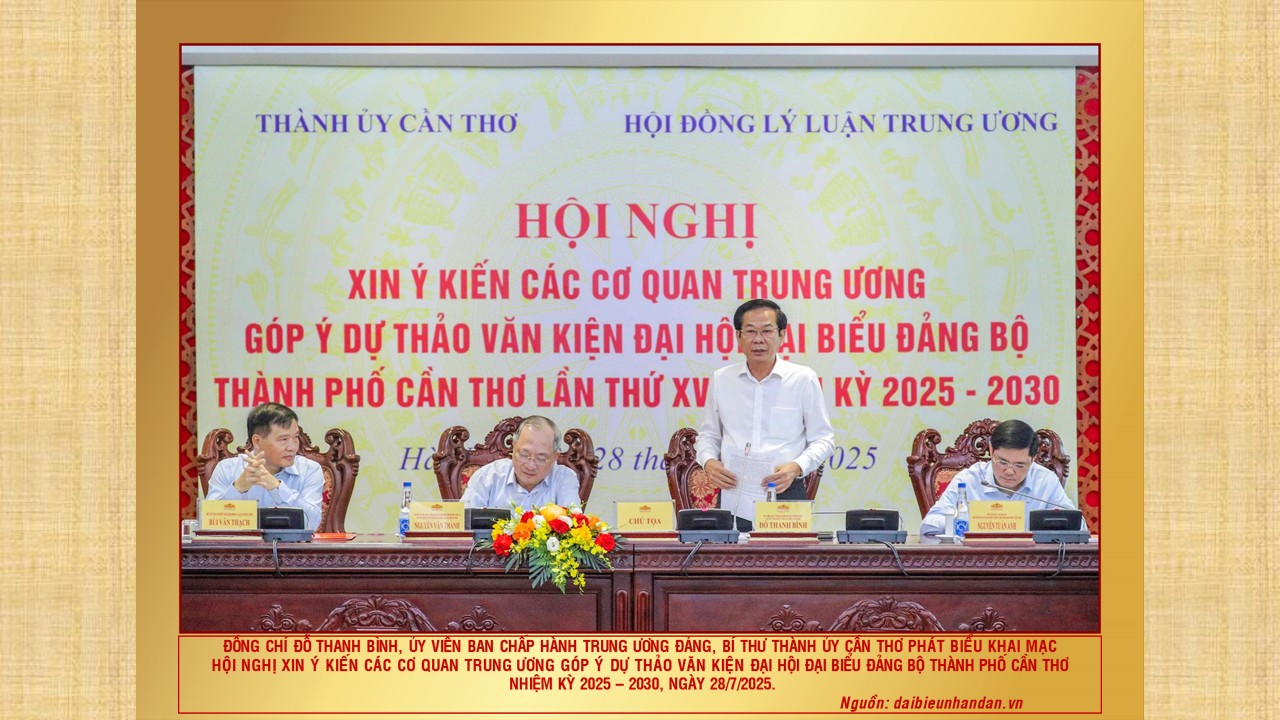 THÀNH ỦY CẦN THƠ
HỘI ĐỒNG LÝ LUẬN TRUNG ƯƠNG
HỘI NGHỊ
XIN Ý KIẾN CÁC CƠ QUAN TRUNG ƯƠNG
GÓP Ý DỰ THẢO VĂN KIỆN ĐẠI HỘI ĐẠI BIỂU ĐẢNG BỘ
THÀNH PHỐ CẦN THƠ LẦN THỨ XV KỲ 2025 - 2030
28 2025
BÙI VĂN THẠCH
NGUYỄN VĂN THÀNH
CHỦ TỌA
ĐỖ THANH BÌNH
NGUYỄN TUẤN ANH
ĐỒNG CHÍ ĐỖ THANH BÌNH, ỦY VIÊN BAN CHẤP HÀNH TRUNG ƯƠNG ĐẢNG, BÍ THƯ THÀNH ỦY CẦN THƠ PHÁT BIỂU KHAI MẠC
HỘI NGHỊ XIN Ý KIẾN CÁC CƠ QUAN TRUNG ƯƠNG GÓP Ý DỰ THẢO VĂN KIỆN ĐẠI HỘI ĐẠI BIỂU ĐẢNG BỘ THÀNH PHỐ CẦN THƠ
NHIỆM KỲ 2025 – 2030, NGÀY 28/7/2025.
Nguồn: daibieunhandan.vn